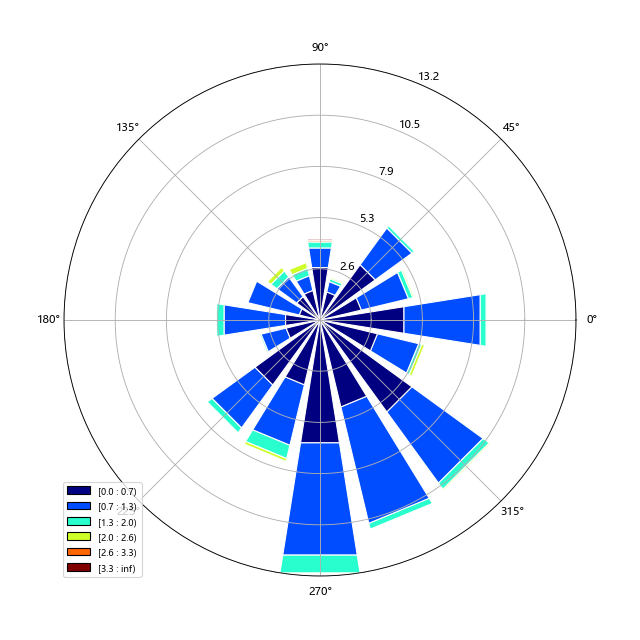 90°
13.2
10.5
135°
45°
7.9
5.3
2.6
180°
0°
[0.0 : 0.7)
[0.7 : 1.3)
[1.3 : 2.0)
[2.0 : 2.6)
[2.6 : 3.3)
[3.3 : inf)
225°
315°
270°